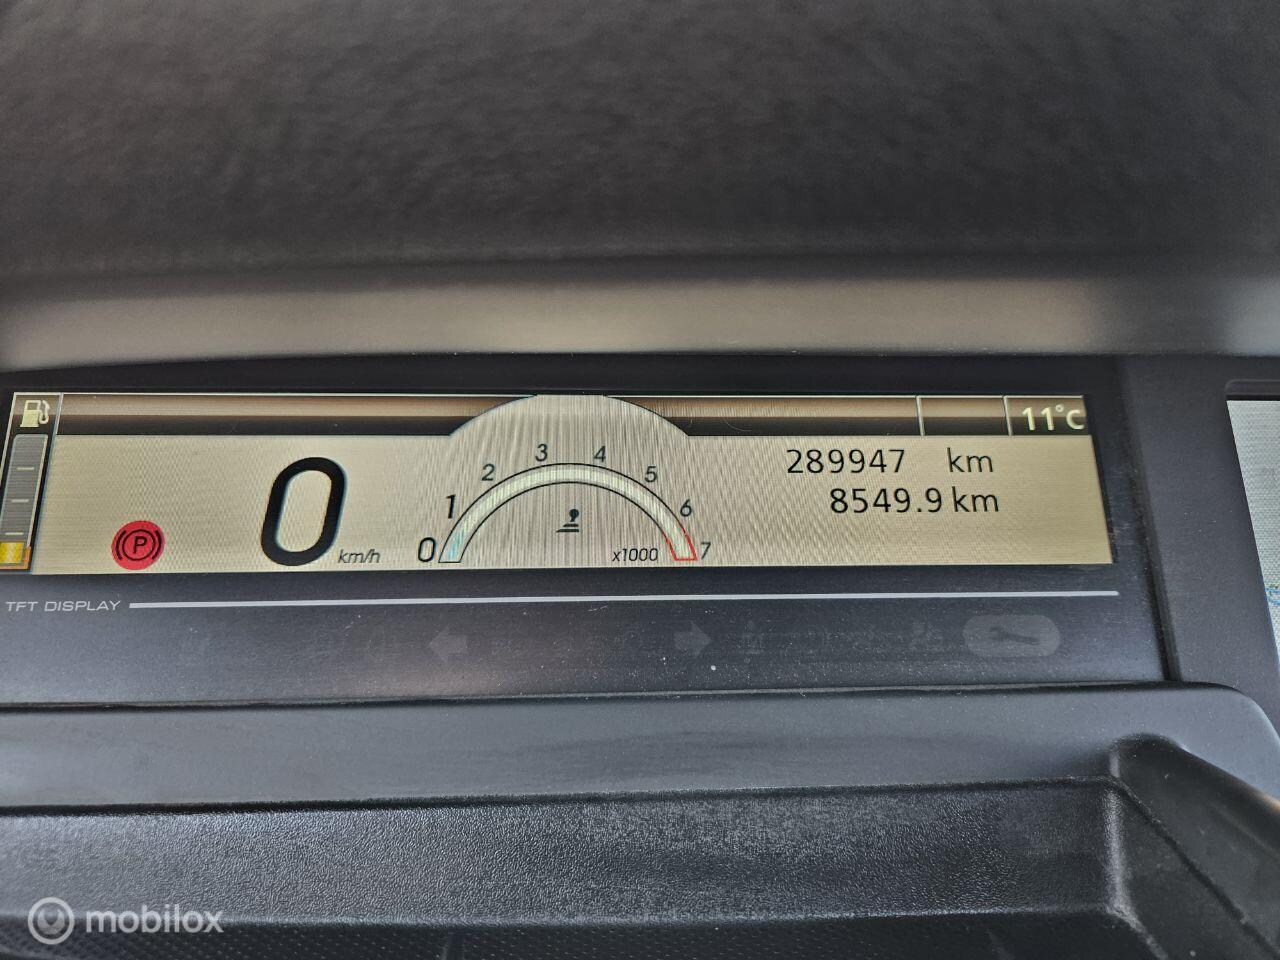 11°C
289947 km
8549.9 km
0 km/h
0 1 2 3 4 5 6 7
x1000
P
TFT DISPLAY
mobilox